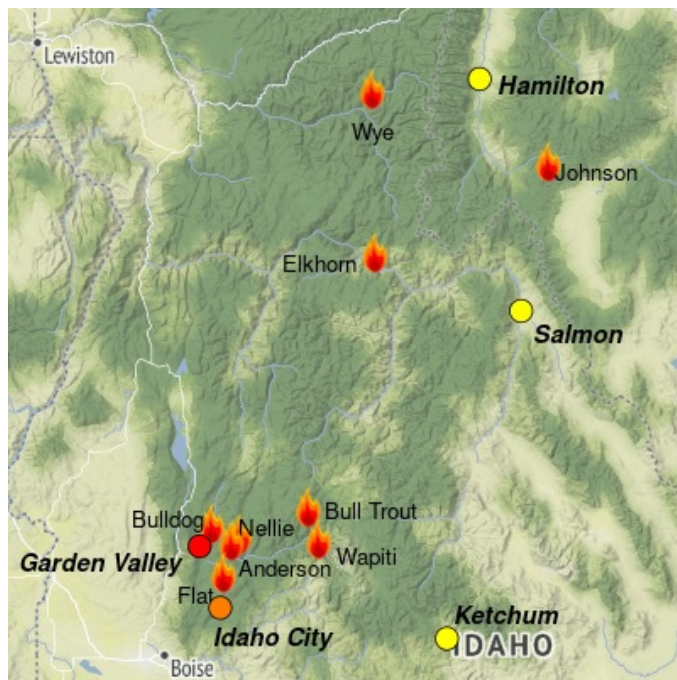 Lewiston
Hamilton
Wye
Johnson
Elkhorn
Salmon
Bull Trout
Bulldog
Nellie
Wapiti
Garden Valley
Anderson
Flat
Idaho City
Ketchum
IDAHO
Boise